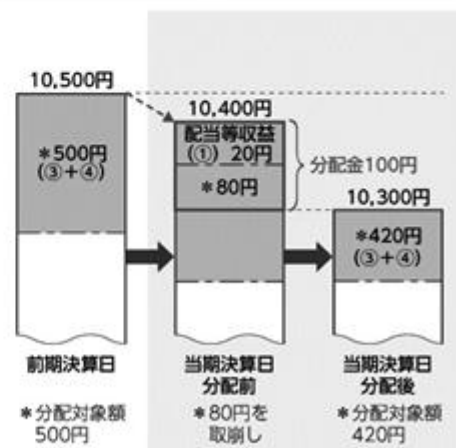 10,500円
*500円
(③+④)
前期決算日
*分配対象額
500円
10,400円
配当等収益
(①) 20円
*80円
分配金100円
当期決算日
分配前
*80円を
取崩し
10,300円
*420円
(③+④)
当期決算日
分配後
*分配対象額
420円